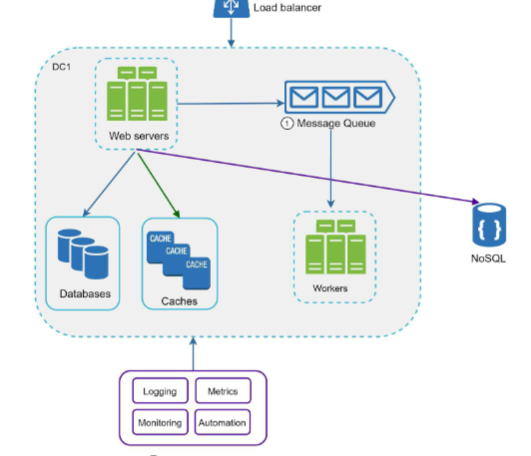 Load balancer
DC1
Web servers
1 Message Queue
CACHE
CACHE
CACHE
{ }
NoSQL
Databases
Caches
Workers
Logging
Metrics
Monitoring
Automation